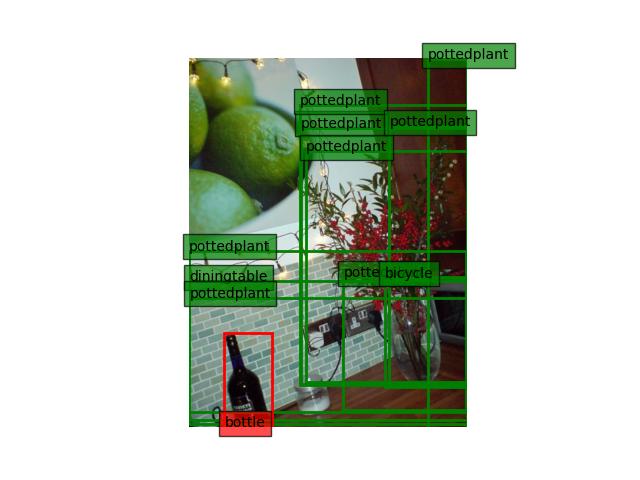 pottedplant
pottedplant
pottedplant pottedplant
pottedplant
pottedplant
diningtable potte bicycle
pottedplant
bottle